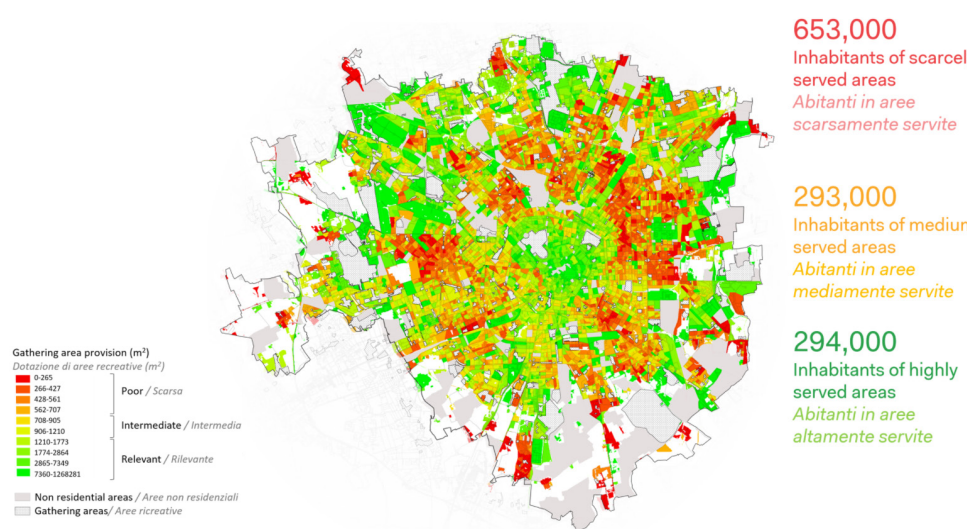 653,000
Inhabitants of scarcel
served areas
Abitanti in aree
scarsamente servite
293,000
Inhabitants of mediur
served areas
Abitanti in aree
mediamente servite
294,000
Inhabitants of highly
served areas
Abitanti in aree
altamente servite
Gathering area provision (m²)
Dotazione di aree recreative (m²)
0-265
266-427
428-561
562-707
708-905
906-1210
1210-1773
1774-2864
2865-7349
7360-1268281
Poor / Scarsa
Intermediate / Intermedia
Relevant / Rilevante
Non residential areas / Aree non residenziali
Gathering areas/ Aree ricreative